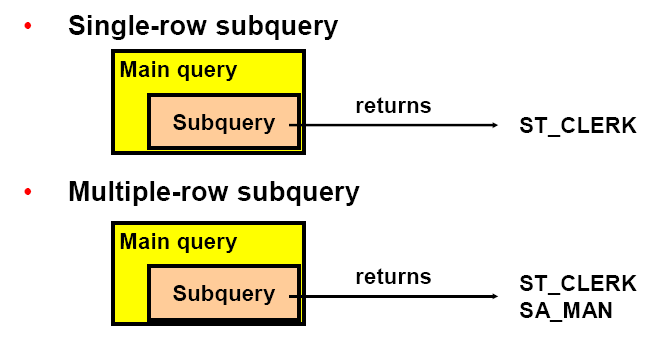 • Single-row subquery
Main query
Subquery
returns
ST_CLERK
• Multiple-row subquery
Main query
Subquery
returns
ST_CLERK
SA_MAN